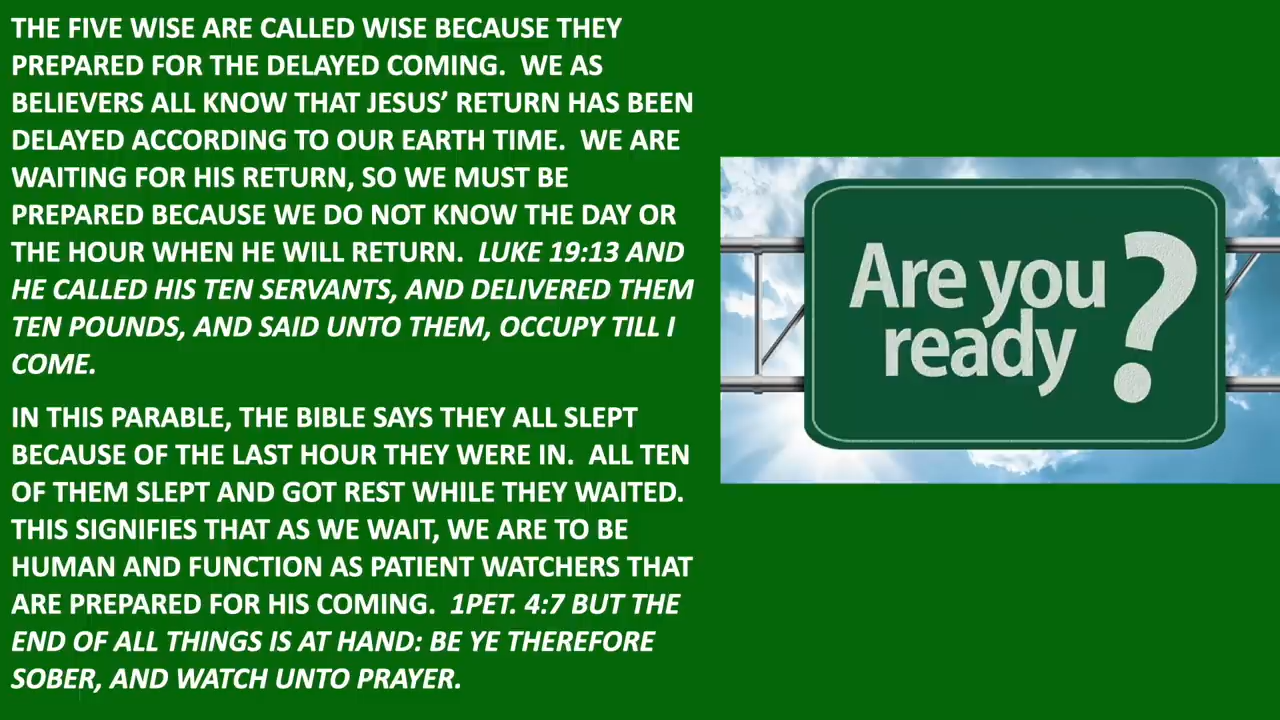 THE FIVE WISE ARE CALLED WISE BECAUSE THEY
PREPARED FOR THE DELAYED COMING.  WE AS
BELIEVERS ALL KNOW THAT JESUS’ RETURN HAS BEEN
DELAYED ACCORDING TO OUR EARTH TIME.  WE ARE
WAITING FOR HIS RETURN, SO WE MUST BE
PREPARED BECAUSE WE DO NOT KNOW THE DAY OR
THE HOUR WHEN HE WILL RETURN.  LUKE 19:13 AND
HE CALLED HIS TEN SERVANTS, AND DELIVERED THEM
TEN POUNDS, AND SAID UNTO THEM, OCCUPY TILL I
COME.
IN THIS PARABLE, THE BIBLE SAYS THEY ALL SLEPT
BECAUSE OF THE LAST HOUR THEY WERE IN.  ALL TEN
OF THEM SLEPT AND GOT REST WHILE THEY WAITED.
THIS SIGNIFIES THAT AS WE WAIT, WE ARE TO BE
HUMAN AND FUNCTION AS PATIENT WATCHERS THAT
ARE PREPARED FOR HIS COMING.  1PET. 4:7 BUT THE
END OF ALL THINGS IS AT HAND: BE YE THEREFORE
SOBER, AND WATCH UNTO PRAYER.
Are you
ready?